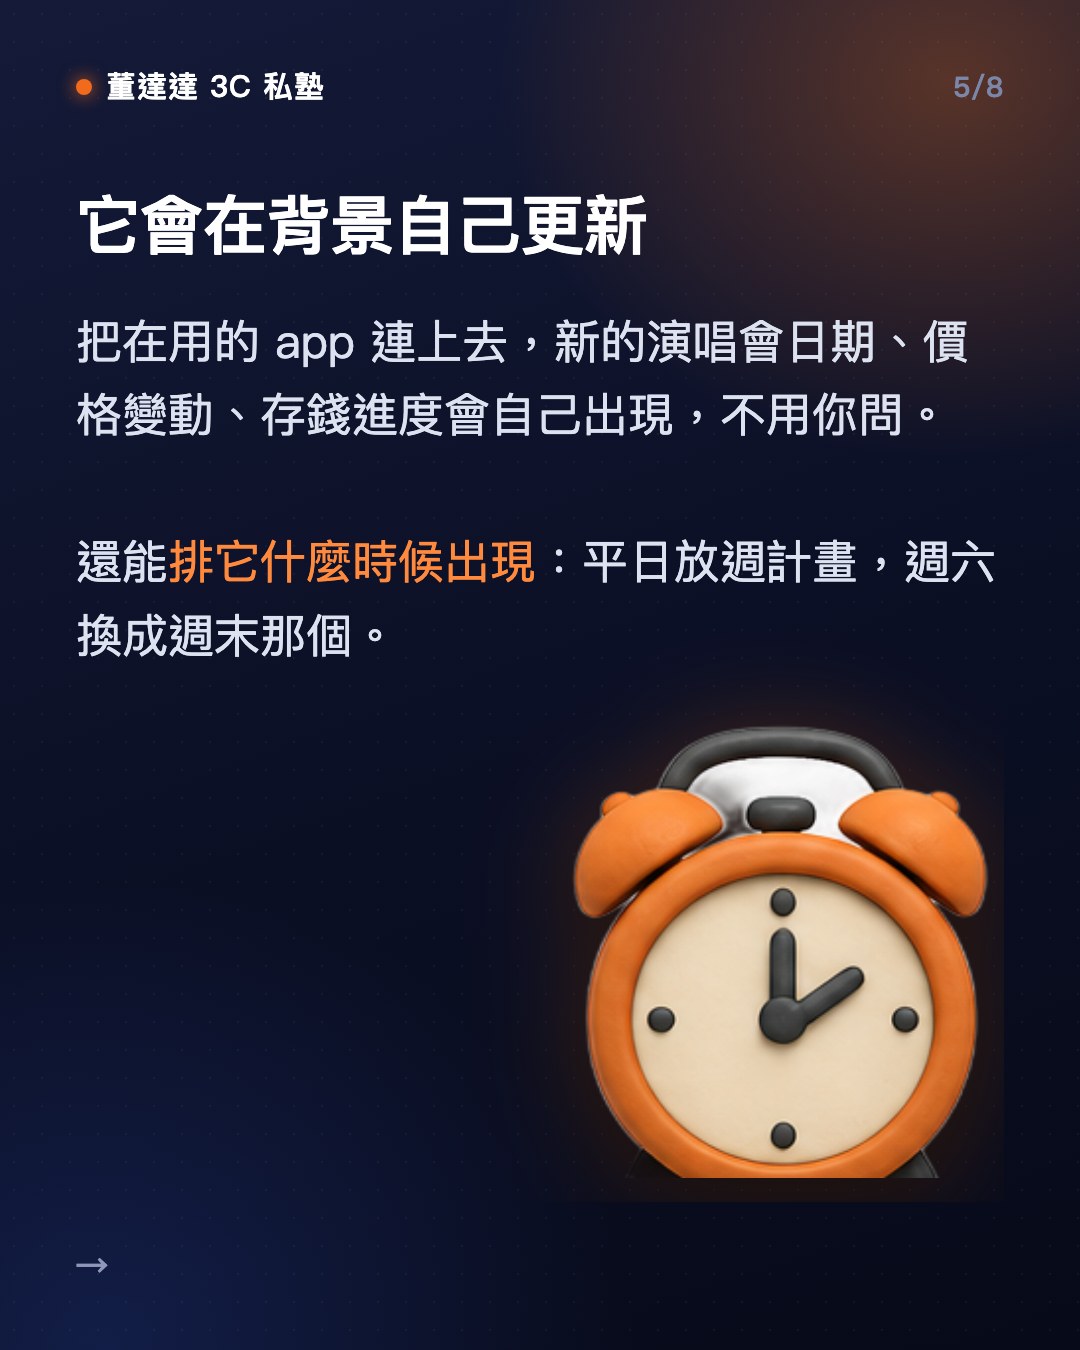 董達達 3C 私塾
5/8
它會在背景自己更新
把在用的 app 連上去，新的演唱會日期、價
格變動、存錢進度會自己出現，不用你問。
還能排它什麼時候出現：平日放週計畫，週六
換成週末那個。
→